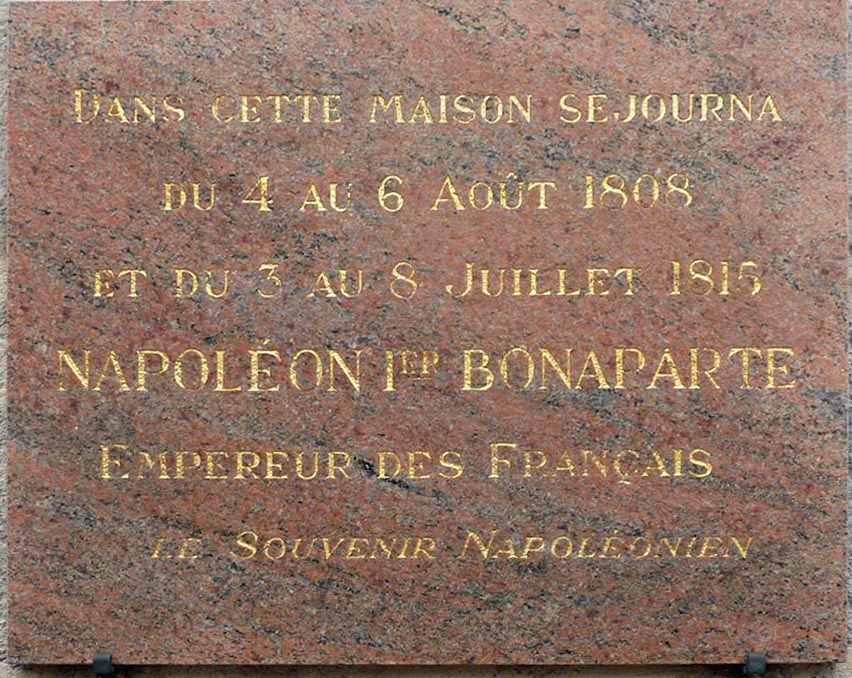 DANS CETTE MAISON SEJOURNA
DU 4 AU 6 AOÛT 1808
ET DU 3 AU 8 JUILLET 1815
NAPOLÉON 1ER BONAPARTE
EMPEREUR DES FRANÇAIS
LE SOUVENIR NAPOLÉONIEN